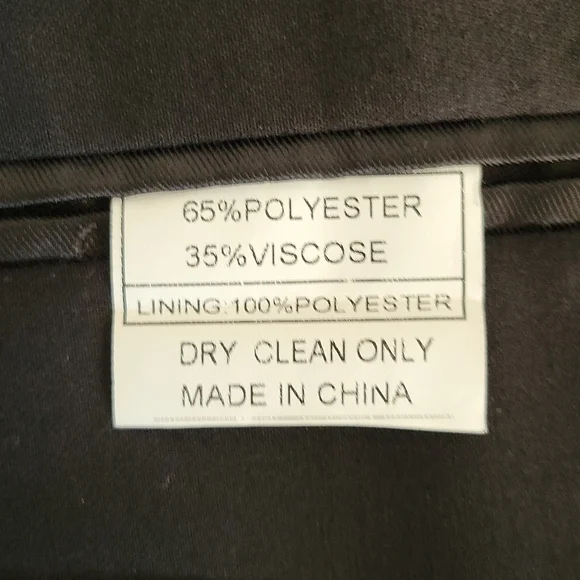 65%POLYESTER
35%VISCOSE
LINING:100%POLYESTER
DRY CLEAN ONLY
MADE IN CHINA